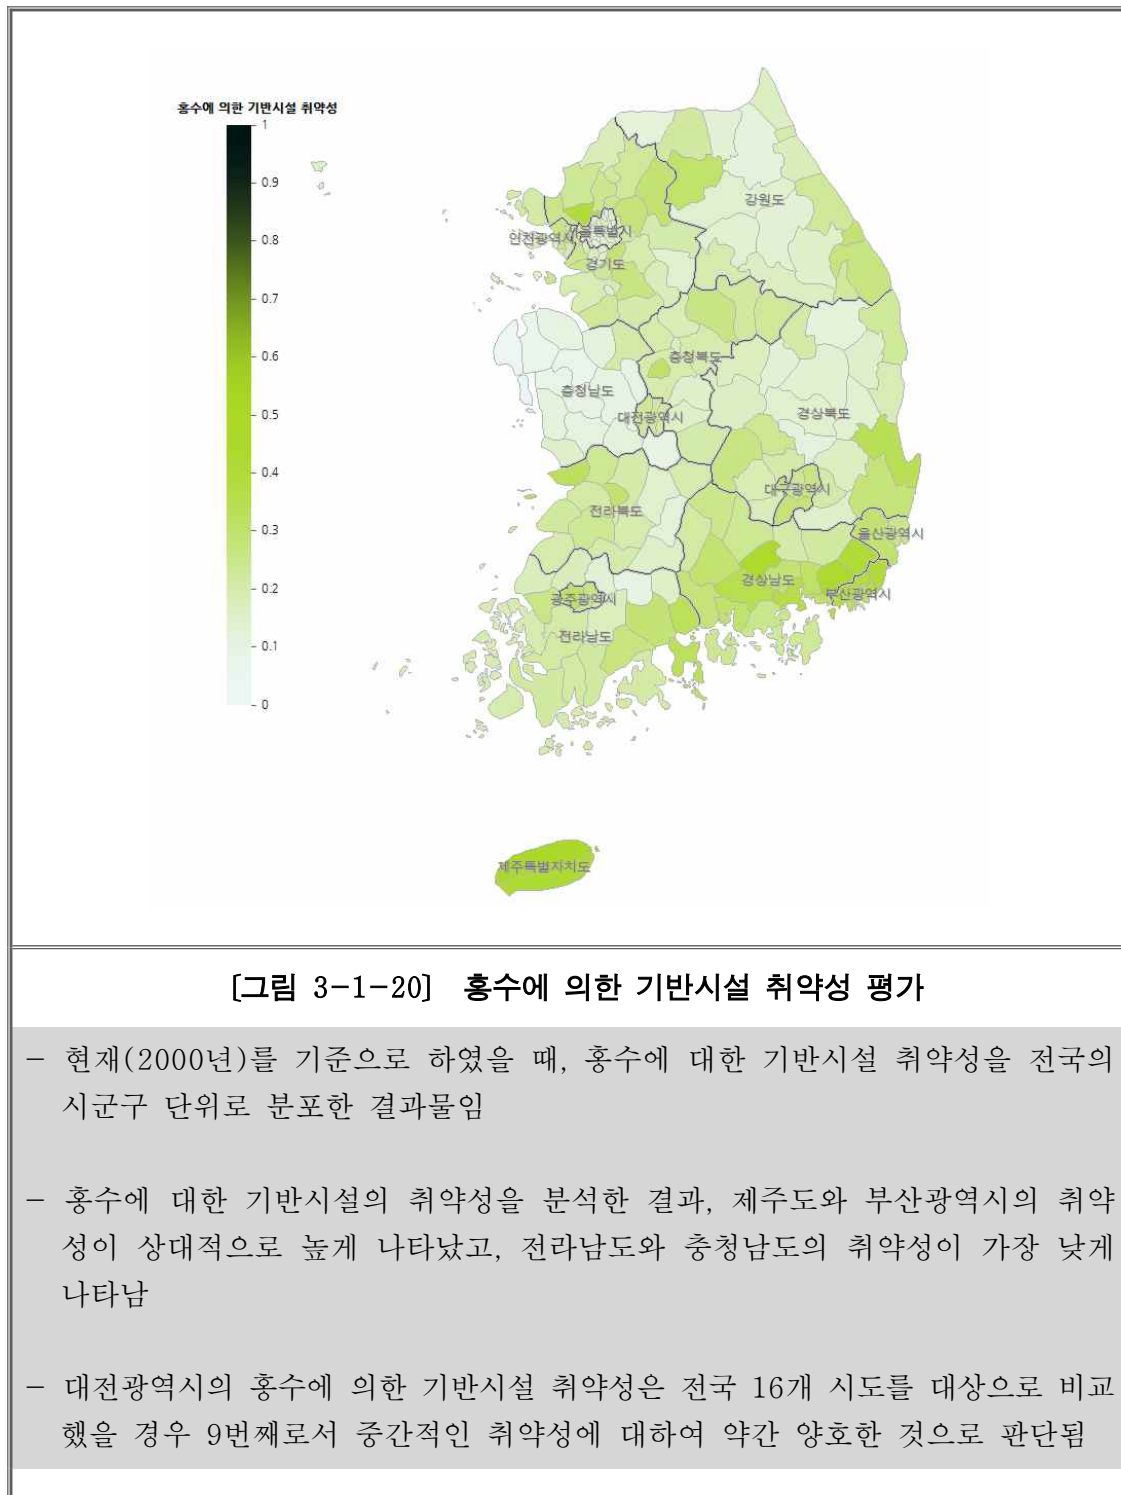 홍수에 의한 기반시설 취약성
1
0.9
0.8
0.7
0.6
0.5
0.4
0.3
0.2
0.1
0
강원도
서울특별시
인천광역시
경기도
충청북도
충청남도
대전광역시
경상북도
대구광역시
전라북도
울산광역시
경상남도
부산광역시
광주광역시
전라남도
제주특별자치도
[그림 3-1-20] 홍수에 의한 기반시설 취약성 평가
- 현재(2000년)를 기준으로 하였을 때, 홍수에 대한 기반시설 취약성을 전국의
시군구 단위로 분포한 결과물임
- 홍수에 대한 기반시설의 취약성을 분석한 결과, 제주도와 부산광역시의 취약
성이 상대적으로 높게 나타났고, 전라남도와 충청남도의 취약성이 가장 낮게
나타남
- 대전광역시의 홍수에 의한 기반시설 취약성은 전국 16개 시도를 대상으로 비교
했을 경우 9번째로서 중간적인 취약성에 대하여 약간 양호한 것으로 판단됨